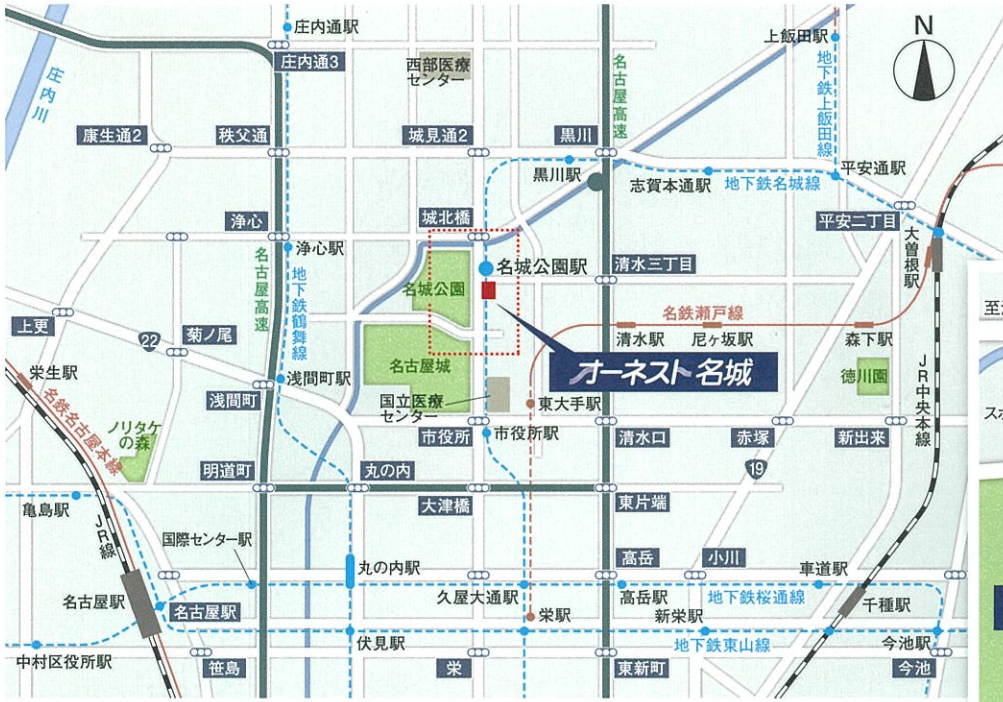 庄内通駅
上飯田駅
N
庄内通3
西部医療
センター
名古屋高速
地下鉄上飯田線
庄内川
康生通2
秩父通
城見通2
黒川
黒川駅
志賀本通駅
地下鉄名城線
平安通駅
浄心
城北橋
平安二丁目
浄心駅
名城公園駅
清水三丁目
大曽根駅
名古屋高速
地下鉄鶴舞線
名城公園
名鉄瀬戸線
上更
22
菊ノ尾
清水駅
尼ヶ坂駅
森下駅
名古屋城
オーネスト名城
栄生駅
浅間町駅
徳川園
JR中央本線
浅間町
国立医療
センター
東大手駅
名鉄名古屋本線
ノリタケ
の森
市役所
市役所駅
清水口
赤塚
新出来
明道町
丸の内
19
大津橋
東片端
亀島駅
JR線
国際センター駅
丸の内駅
高岳
小川
車道駅
名古屋駅
名古屋駅
久屋大通駅
高岳駅
地下鉄桜通線
栄駅
新栄駅
千種駅
中村区役所駅
笹島
伏見駅
栄
東新町
地下鉄東山線
今池駅
今池